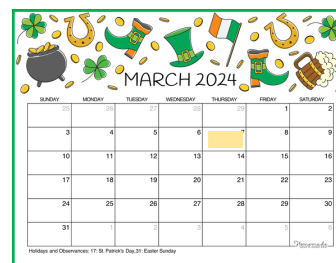 MARCH 2024
SUNDAY MONDAY TUESDAY WEDNESDAY THURSDAY FRIDAY SATURDAY
25 26 27 28 29 1 2
3 4 5 6 8 9
10 11 12 13 14 15 16
17 18 19 20 21 22 23
24 25 26 27 28 29 30
31 1 2 3 4 5 6
Holidays and Observances: 17: St. Patrick's Day, 31: Easter Sunday